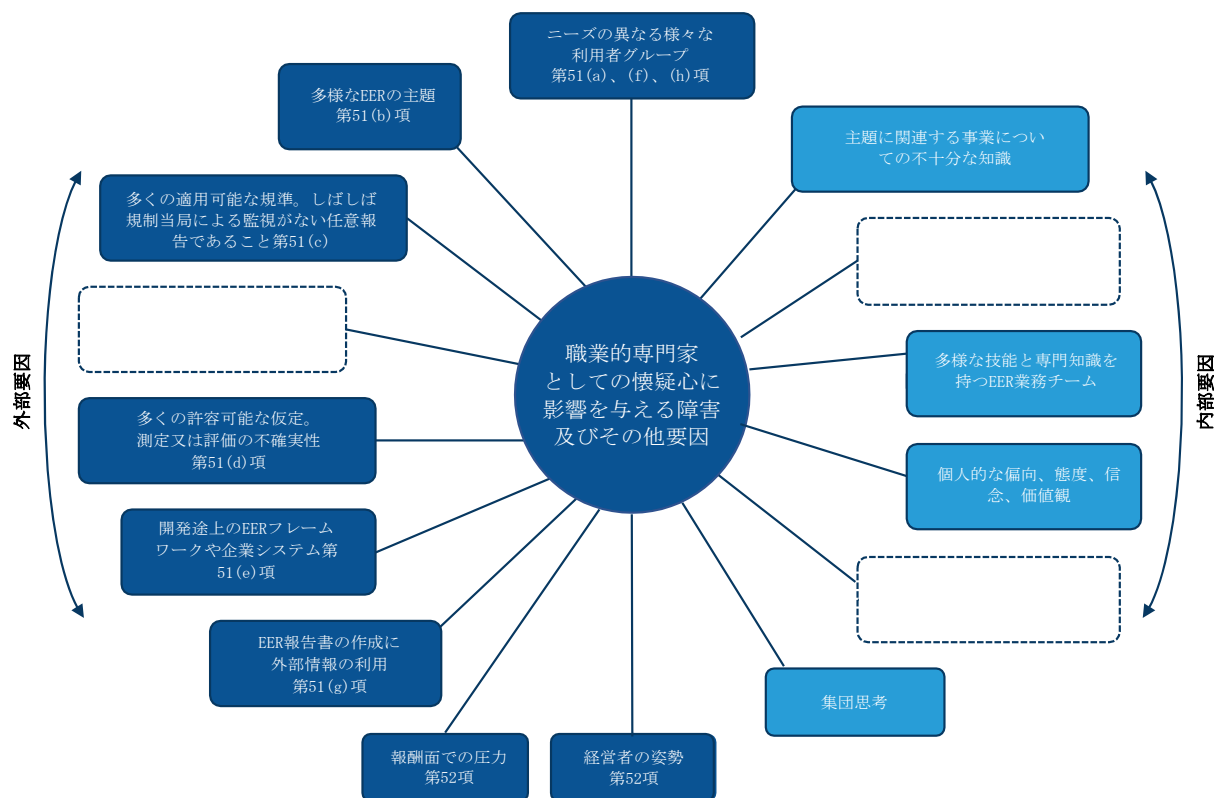 ニーズの異なる様々な
利用者グループ
第51(a)、(f)、(h)項
多様なEERの主題
第51(b)項
主題に関連する事業につい
ての不十分な知識
多くの適用可能な規準。しばしば
規制当局による監視がない任意報
告であること第51(c)
外部要因
職業的専門家
としての懐疑心に
影響を与える障害
及びその他要因
多様な技能と専門知識を
持つEER業務チーム
内部要因
多くの許容可能な仮定。
測定又は評価の不確実性
第51(d)項
個人的な偏向、態度、信
念、価値観
開発途上のEERフレーム
ワークや企業システム第
51(e)項
EER報告書の作成に
外部情報の利用
第51(g)項
集団思考
報酬面での圧力
第52項
経営者の姿勢
第52項